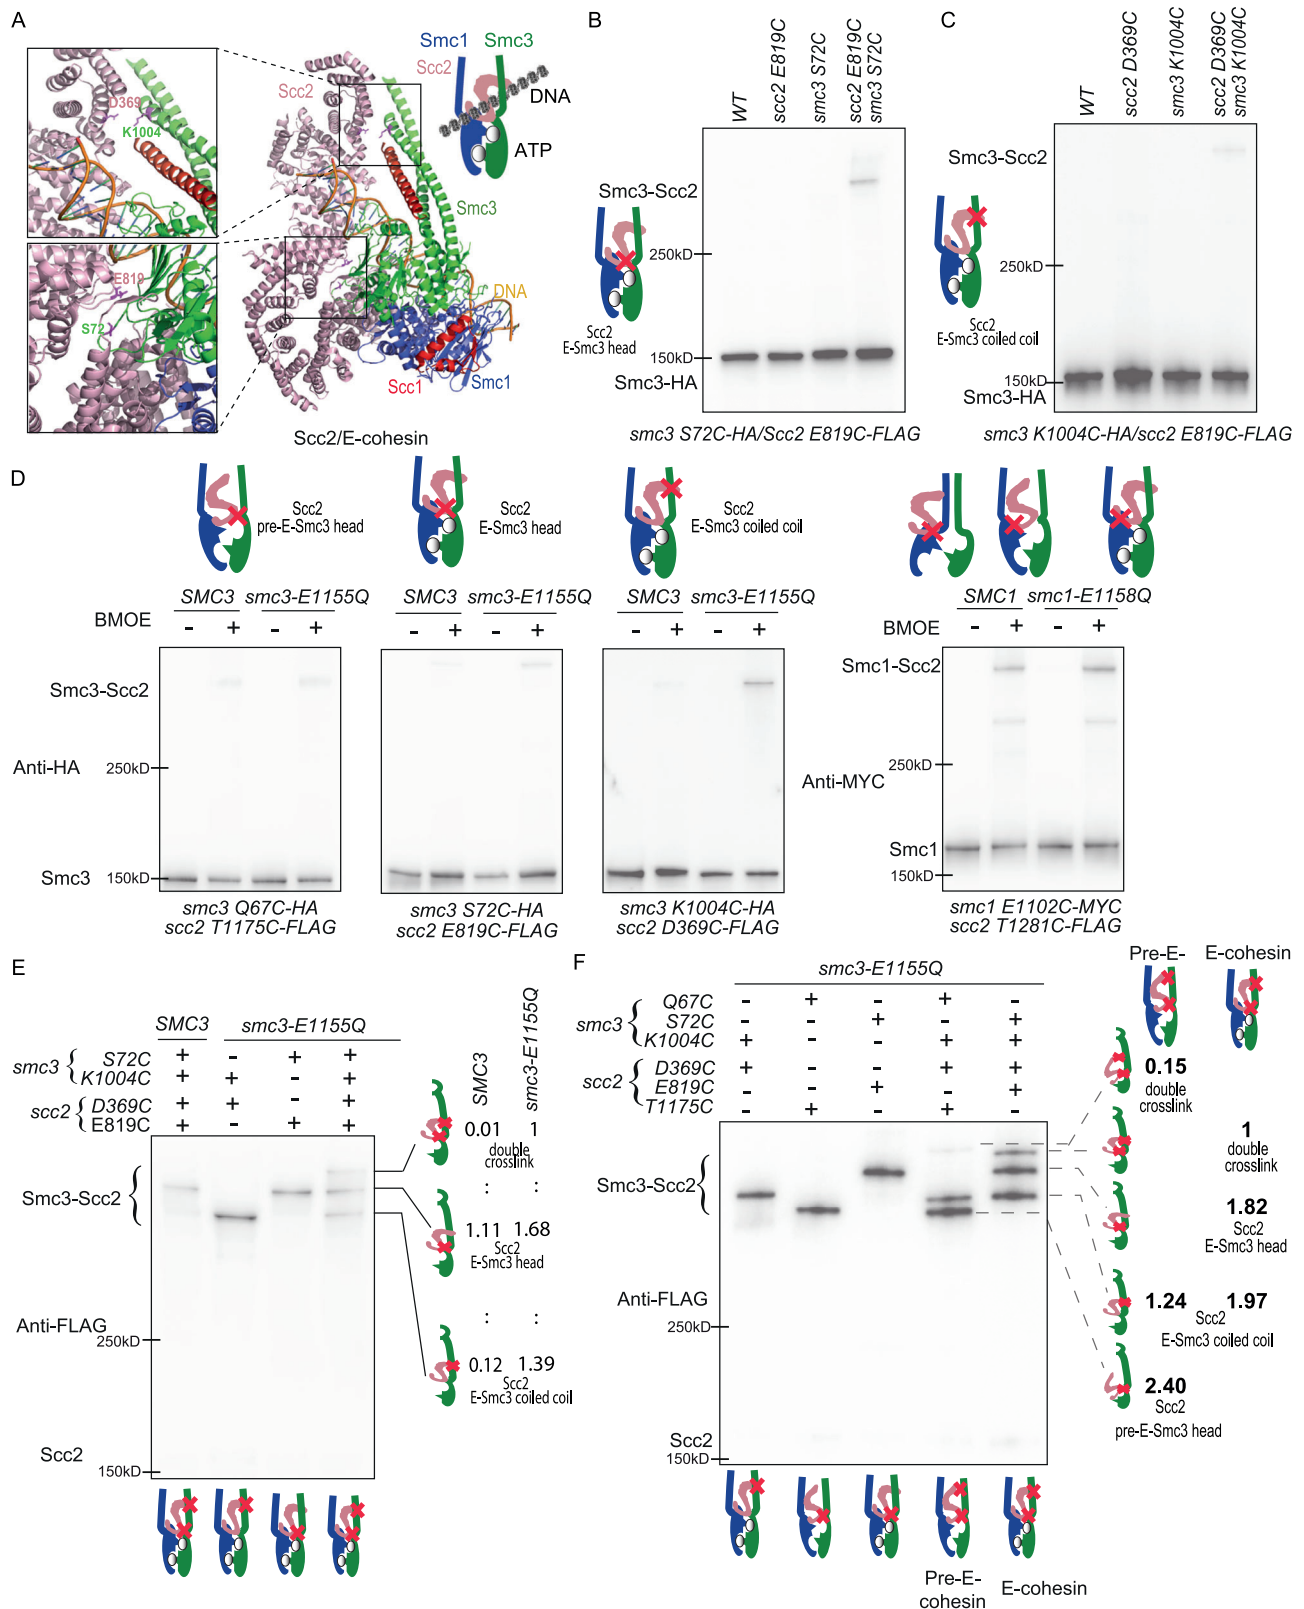 A
D369
K1004
E819
S72
Scc2
Smc1
Smc3
Scc2
DNA
ATP
Smc3
DNA
Scc1
Smc1
Scc2/E-cohesin
B
WT
scc2 E819C
smc3 S72C
scc2 E819C
smc3 S72C
Smc3-Scc2
250kD
Scc2
E-Smc3 head
150kD
Smc3-HA
smc3 S72C-HA/Scc2 E819C-FLAG
C
WT
scc2 D369C
smc3 K1004C
scc2 D369C
smc3 K1004C
Smc3-Scc2
250kD
Scc2
E-Smc3 coiled coil
150kD
Smc3-HA
smc3 K1004C-HA/scc2 E819C-FLAG
D
Scc2
pre-E-Smc3 head
Scc2
E-Smc3 head
Scc2
E-Smc3 coiled coil
SMC3 smc3-E1155Q
SMC3 smc3-E1155Q
SMC3 smc3-E1155Q
SMC1 smc1-E1158Q
BMOE - + - +
- + - +
- + - +
BMOE - + - +
Smc3-Scc2
Anti-HA
250kD
Smc3
150kD
Smc1-Scc2
250kD
Anti-MYC
Smc1
150kD
smc3 Q67C-HA
scc2 T1175C-FLAG
smc3 S72C-HA
scc2 E819C-FLAG
smc3 K1004C-HA
scc2 D369C-FLAG
smc1 E1102C-MYC
scc2 T1281C-FLAG
E
SMC3 smc3-E1155Q
smc3 { S72C + - + +
K1004C + + - +
scc2 { D369C + + - +
E819C + - + +
SMC3
smc3-E1155Q
0.01 1
double
crosslink
: :
1.11 1.68
Scc2
E-Smc3 head
: :
0.12 1.39
Scc2
E-Smc3 coiled coil
Smc3-Scc2 {
Anti-FLAG
250kD
Scc2
150kD
F
smc3-E1155Q
smc3 { Q67C - + - + -
S72C - - + - +
K1004C + - - + +
scc2 { D369C + - - + +
E819C - - + - +
T1175C - + - + -
Smc3-Scc2 {
Anti-FLAG
250kD
Scc2
150kD
Pre-E-
cohesin
E-cohesin
Pre-E- E-cohesin
0.15
double
crosslink
1
double
crosslink
1.82
Scc2
E-Smc3 head
1.24 1.97
Scc2
E-Smc3 coiled coil
2.40
Scc2
pre-E-Smc3 head